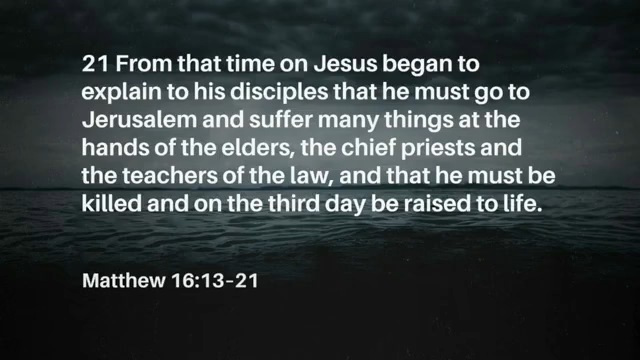 21 From that time on Jesus began to
explain to his disciples that he must go to
Jerusalem and suffer many things at the
hands of the elders, the chief priests and
the teachers of the law, and that he must be
killed and on the third day be raised to life.
Matthew 16:13-21